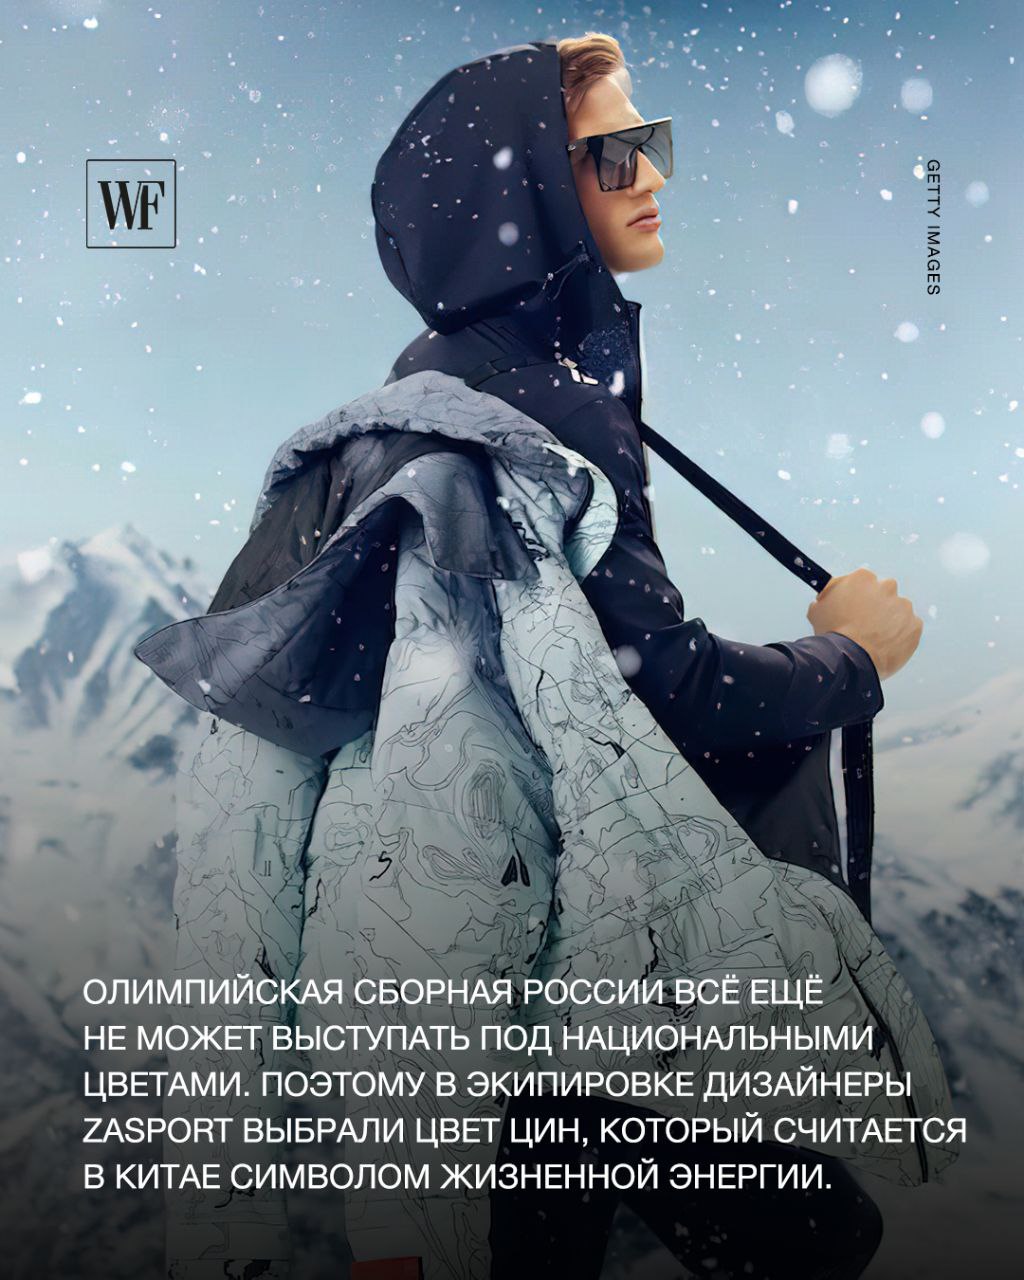 WF
GETTY IMAGES
ОЛИМПИЙСКАЯ СБОРНАЯ РОССИИ ВСЁ ЕЩЁ
НЕ МОЖЕТ ВЫСТУПАТЬ ПОД НАЦИОНАЛЬНЫМИ
ЦВЕТАМИ. ПОЭТОМУ В ЭКИПИРОВКЕ ДИЗАЙНЕРЫ
ZASPORT ВЫБРАЛИ ЦВЕТ ЦИН, КОТОРЫЙ СЧИТАЕТСЯ
В КИТАЕ СИМВОЛОМ ЖИЗНЕННОЙ ЭНЕРГИИ.